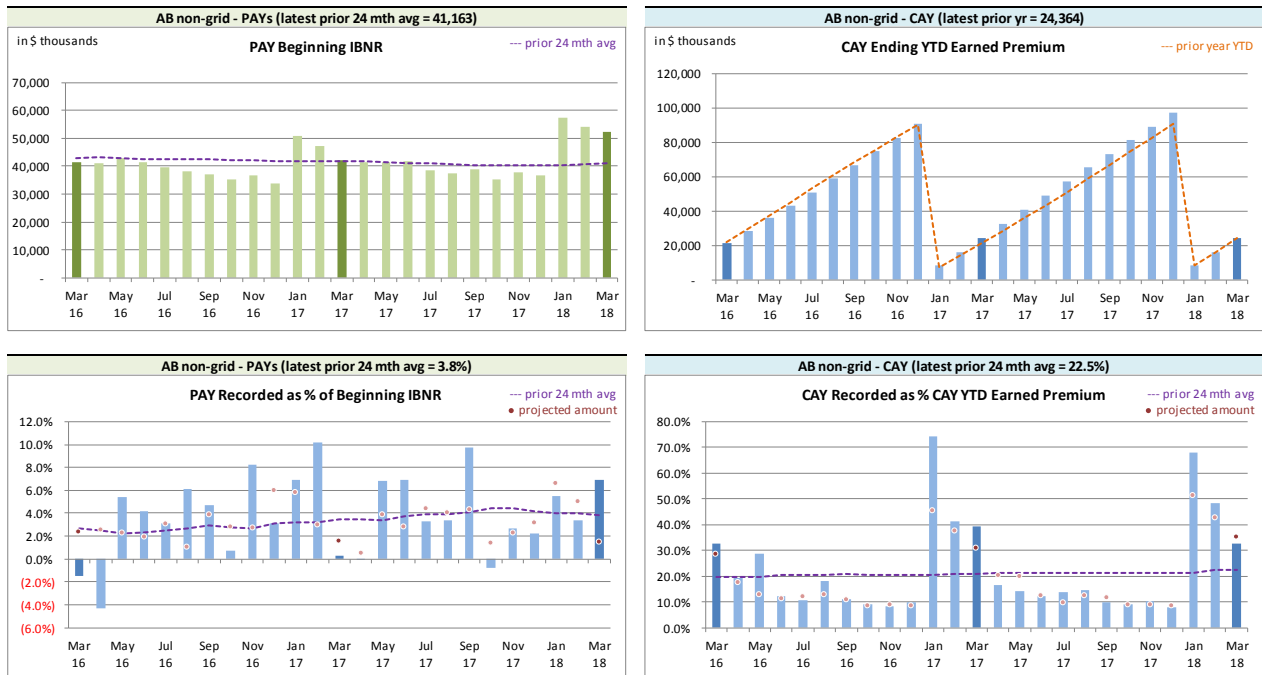 AB non-grid - PAYs (latest prior 24 mth avg = 41,163)
in $ thousands
PAY Beginning IBNR
--- prior 24 mth avg
70,000
60,000
50,000
40,000
30,000
20,000
10,000
-
Mar May Jul Sep Nov Jan Mar May Jul Sep Nov Jan Mar
16 16 16 16 16 17 17 17 17 17 17 18 18
AB non-grid - CAY (latest prior yr = 24,364)
in $ thousands
CAY Ending YTD Earned Premium
--- prior year YTD
120,000
100,000
80,000
60,000
40,000
20,000
-
Mar May Jul Sep Nov Jan Mar May Jul Sep Nov Jan Mar
16 16 16 16 16 17 17 17 17 17 17 18 18
AB non-grid - PAYs (latest prior 24 mth avg = 3.8%)
PAY Recorded as % of Beginning IBNR
--- prior 24 mth avg
• projected amount
12.0%
10.0%
8.0%
6.0%
4.0%
2.0%
0.0%
(2.0%)
(4.0%)
(6.0%)
Mar May Jul Sep Nov Jan Mar May Jul Sep Nov Jan Mar
16 16 16 16 16 17 17 17 17 17 17 18 18
AB non-grid - CAY (latest prior 24 mth avg = 22.5%)
CAY Recorded as % CAY YTD Earned Premium
--- prior 24 mth avg
• projected amount
80.0%
70.0%
60.0%
50.0%
40.0%
30.0%
20.0%
10.0%
0.0%
Mar May Jul Sep Nov Jan Mar May Jul Sep Nov Jan Mar
16 16 16 16 16 17 17 17 17 17 17 18 18